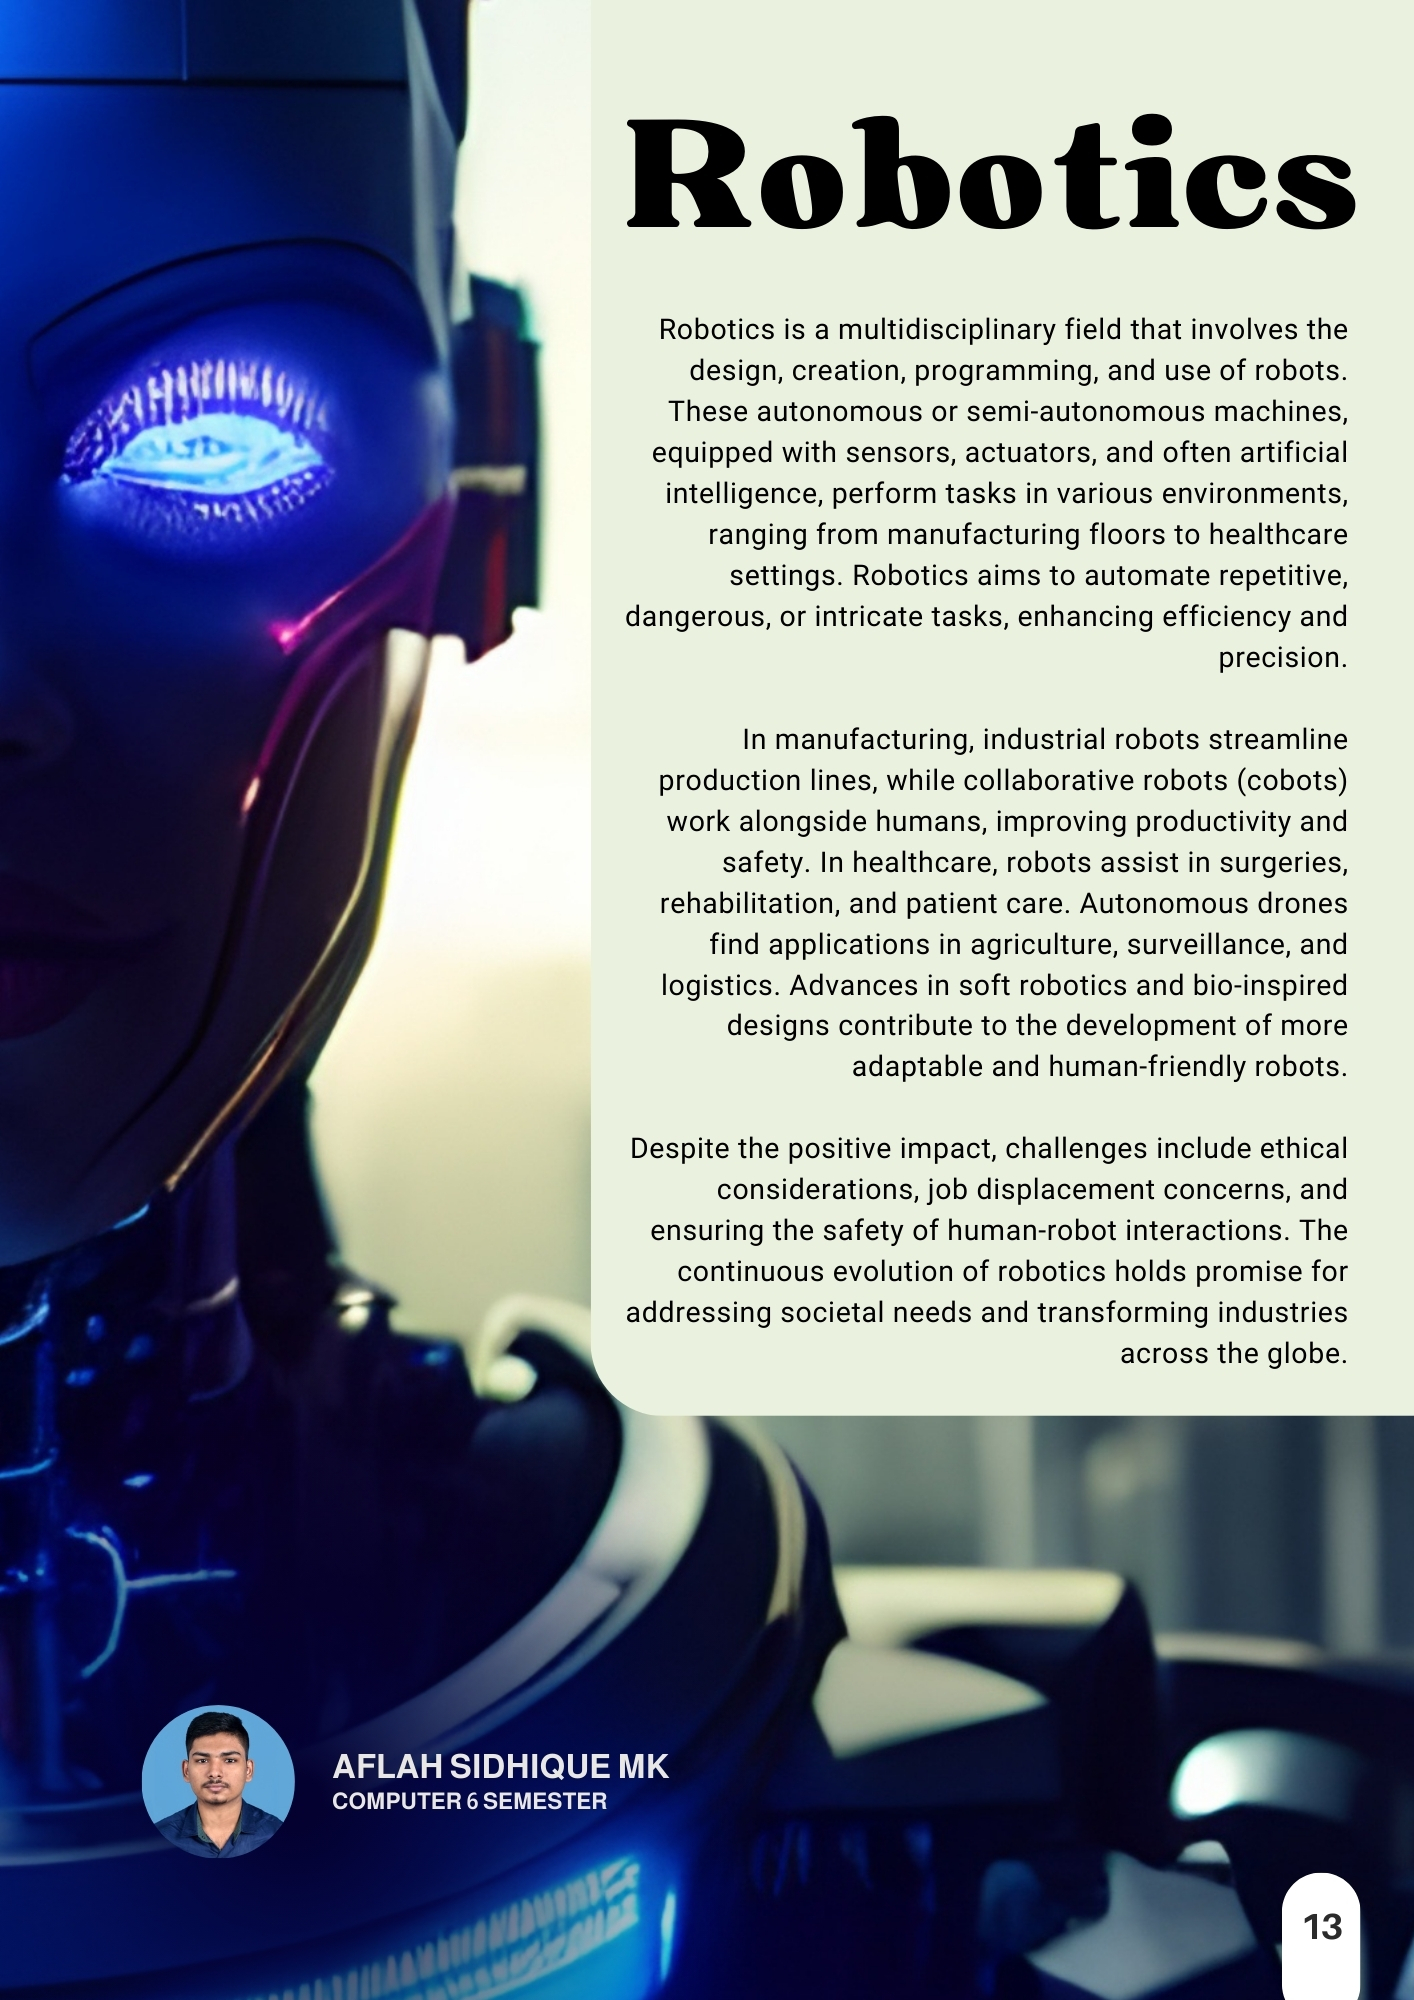 Robotics
Robotics is a multidisciplinary field that involves the
design, creation, programming, and use of robots.
These autonomous or semi-autonomous machines,
equipped with sensors, actuators, and often artificial
intelligence, perform tasks in various environments,
ranging from manufacturing floors to healthcare
settings. Robotics aims to automate repetitive,
dangerous, or intricate tasks, enhancing efficiency and
precision.
In manufacturing, industrial robots streamline
production lines, while collaborative robots (cobots)
work alongside humans, improving productivity and
safety. In healthcare, robots assist in surgeries,
rehabilitation, and patient care. Autonomous drones
find applications in agriculture, surveillance, and
logistics. Advances in soft robotics and bio-inspired
designs contribute to the development of more
adaptable and human-friendly robots.
Despite the positive impact, challenges include ethical
considerations, job displacement concerns, and
ensuring the safety of human-robot interactions. The
continuous evolution of robotics holds promise for
addressing societal needs and transforming industries
across the globe.
AFLAH SIDHIQUE MK
COMPUTER 6 SEMESTER
13